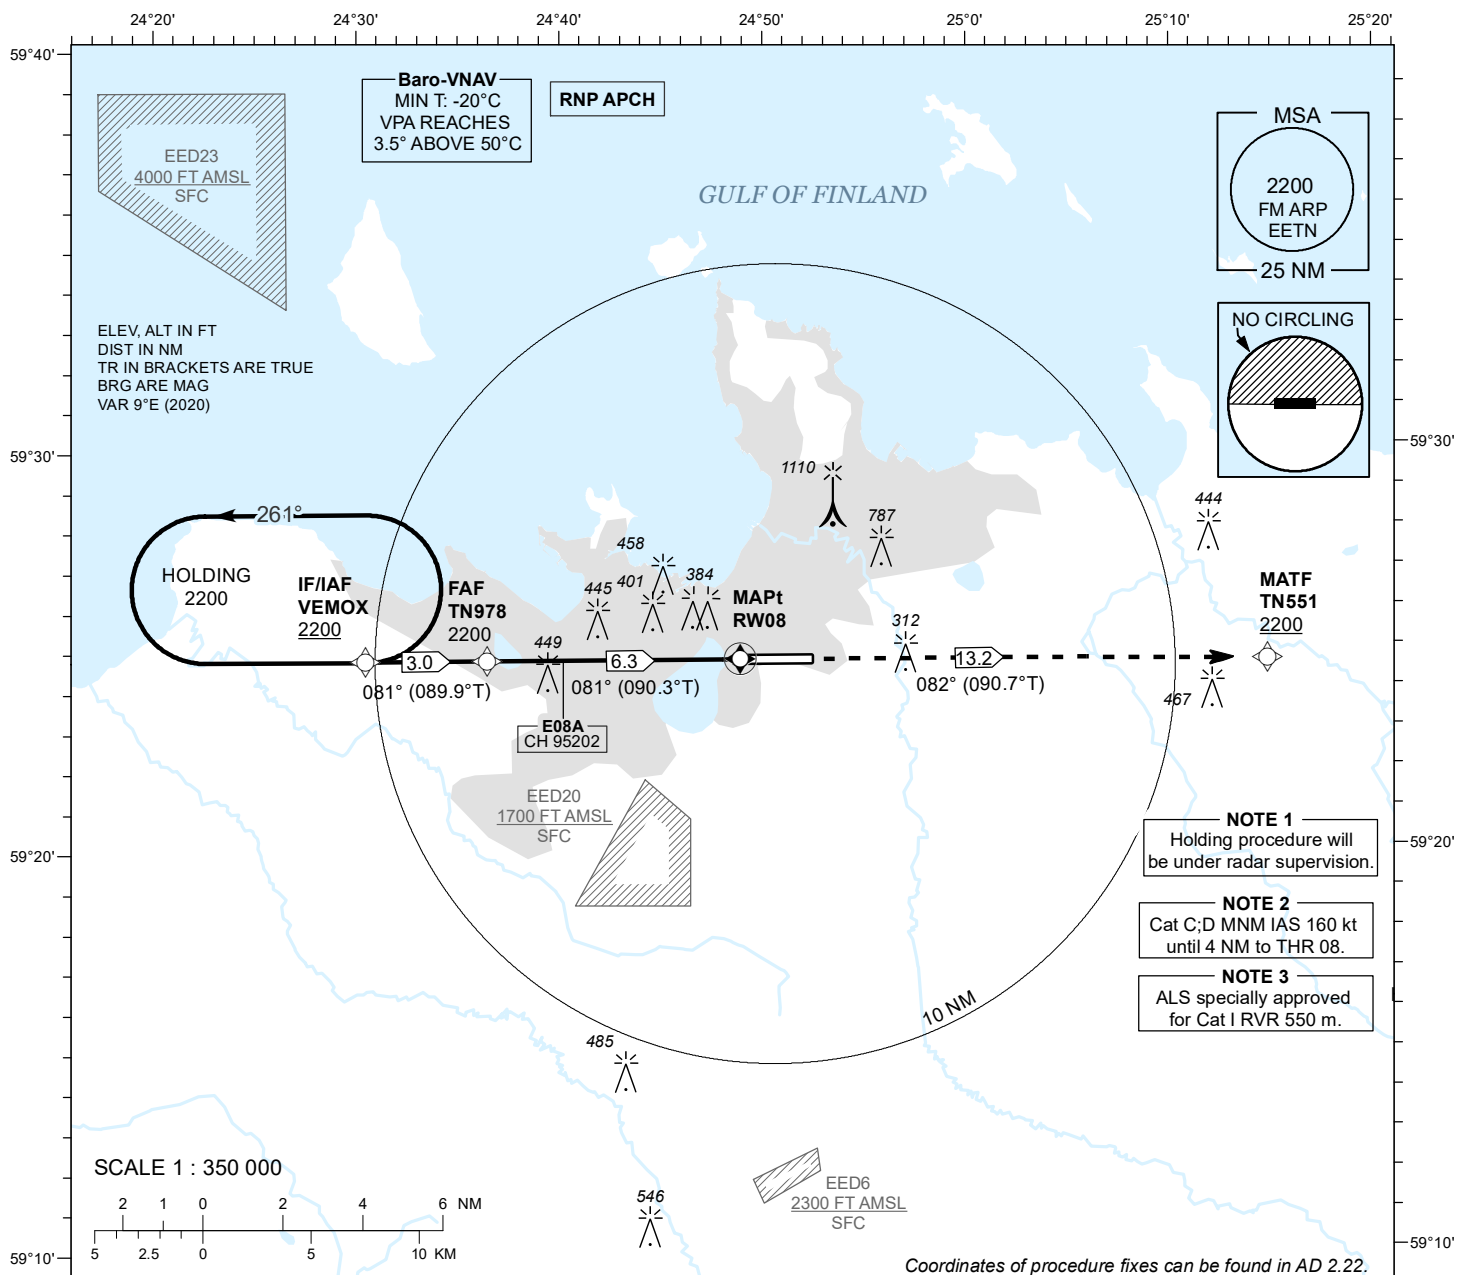 24°20' 24°30' 24°40' 24°50' 25°0' 25°10' 25°20'
59°40'
Baro-VNAV
MIN T: -20°C
VPA REACHES
3.5° ABOVE 50°C
RNP APCH
MSA
2200
FM ARP
EETN
25 NM
EED23
4000 FT AMSL
SFC
GULF OF FINLAND
NO CIRCLING
ELEV, ALT IN FT
DIST IN NM
TR IN BRACKETS ARE TRUE
BRG ARE MAG
VAR 9°E (2020)
59°30'
59°30'
1110
787
444
261°
458
HOLDING
2200
IF/IAF
VEMOX
2200
FAF
TN978
2200
445
401
384
MAPt
RW08
312
MATF
TN551
2200
449
3.0
6.3
13.2
081° (089.9°T)
081° (090.3°T)
082° (090.7°T)
467
E08A
CH 95202
EED20
1700 FT AMSL
SFC
59°20'
59°20'
NOTE 1
Holding procedure will
be under radar supervision.
NOTE 2
Cat C;D MNM IAS 160 kt
until 4 NM to THR 08.
NOTE 3
ALS specially approved
for Cat I RVR 550 m.
10 NM
485
SCALE 1 : 350 000
2 1 0 2 4 6 NM
5 2.5 0 5 10 KM
546
EED6
2300 FT AMSL
SFC
59°10'
59°10'
Coordinates of procedure fixes can be found in AD 2.22.